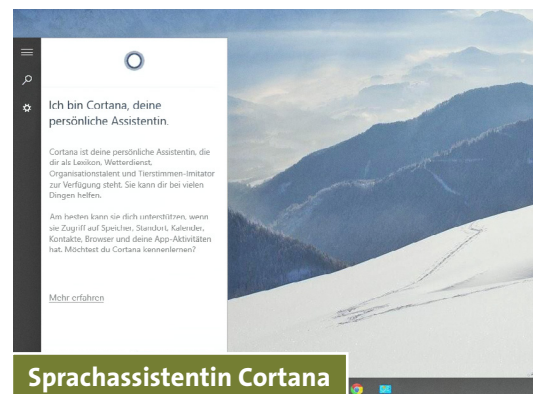 Ich bin Cortana, deine
persönliche Assistentin.
Cortana ist deine persönliche Assistentin, die
dir als Lexikon, Wetterdienst,
Organisationstalent und Tierstimmen-Imitator
zur Verfügung steht. Sie kann dir bei vielen
Dingen helfen.
Am besten kann sie dich unterstützen, wenn
sie Zugriff auf Speicher, Standort, Kalender,
Kontakte, Browser und deine App-Aktivitäten
hat. Möchtest du Cortana kennenlernen?
Mehr erfahren
Sprachassistentin Cortana